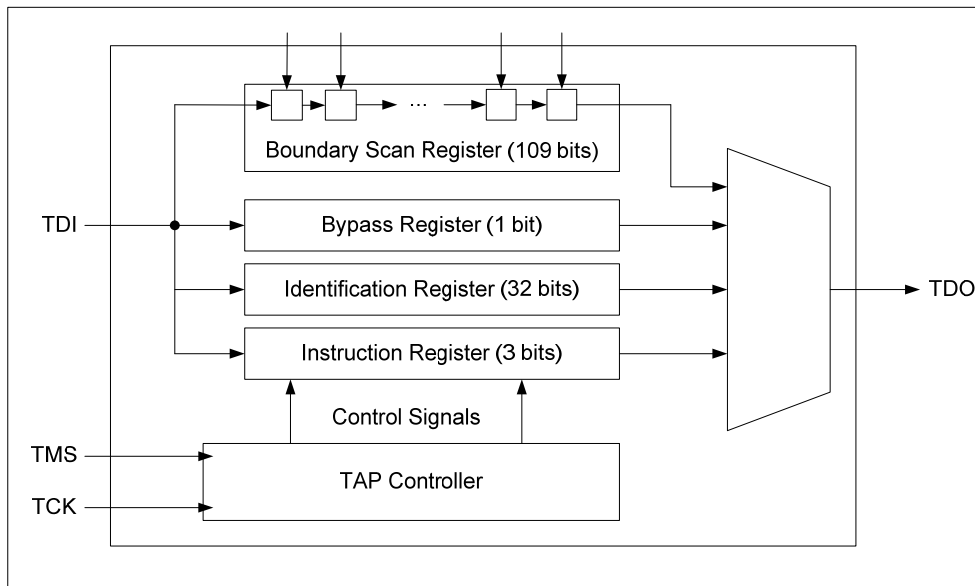 ...
Boundary Scan Register (109 bits)
TDI
Bypass Register (1 bit)
Identification Register (32 bits)
TDO
Instruction Register (3 bits)
Control Signals
TMS
TAP Controller
TCK